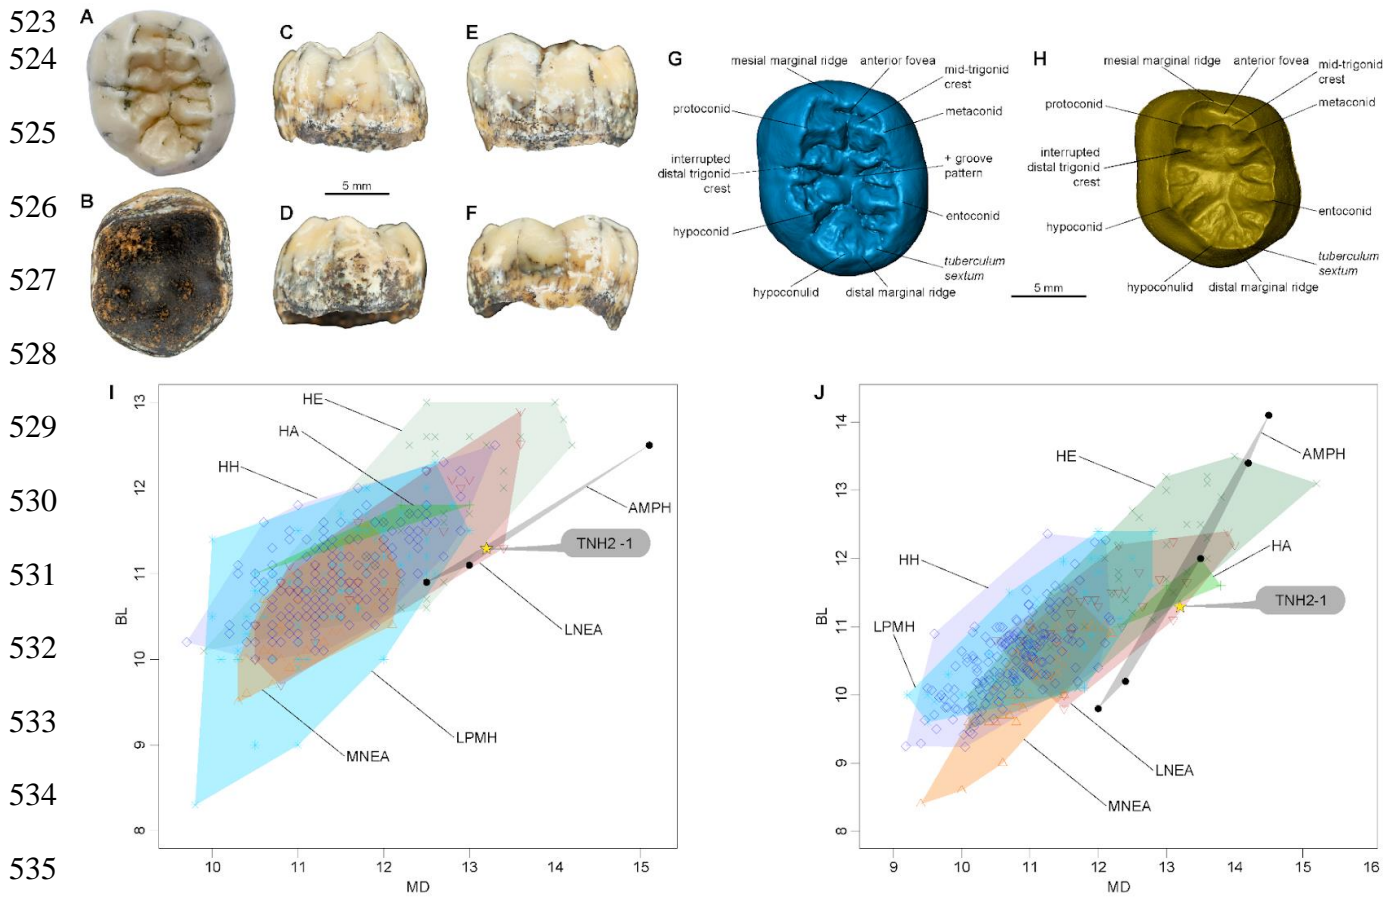 523
524
525
526
527
528
529
530
531
532
533
534
535
A
B
C
D
E
F
5 mm
G
mesial marginal ridge
anterior fovea
mid-trigonid
crest
protoconid
metaconid
interrupted
distal trigonid
crest
+ groove
pattern
entoconid
hypoconid
tuberculum
sextum
hypoconulid
distal marginal ridge
5 mm
H
mesial marginal ridge
anterior fovea
mid-trigonid
crest
protoconid
metaconid
interrupted
distal trigonid
crest
hypoconid
entoconid
tuberculum
sextum
hypoconulid
distal marginal ridge
I
HE
HA
HH
AMPH
TNH2 -1
LNEA
LPMH
MNEA
BL
13
12
11
10
9
8
10 11 12 13 14 15
MD
J
AMPH
HE
HA
HH
TNH2-1
LPMH
LNEA
MNEA
BL
14
13
12
11
10
9
8
9 10 11 12 13 14 15 16
MD